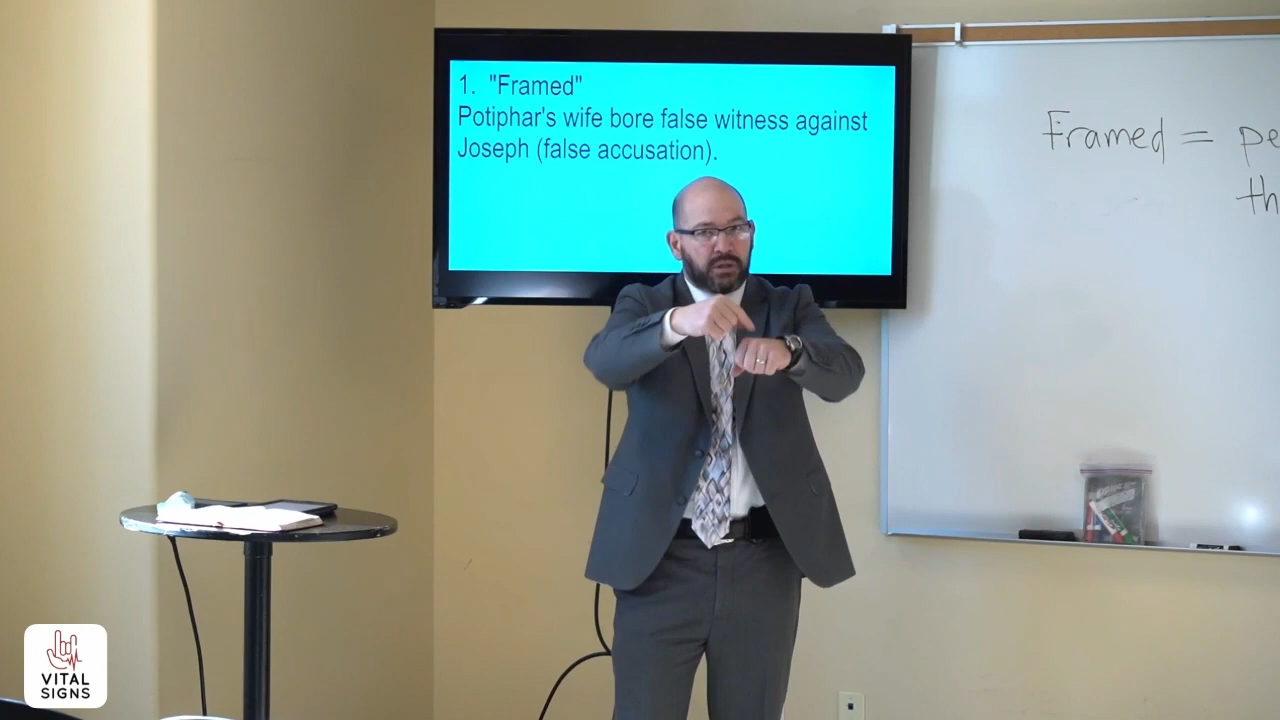 1. "Framed"
Potiphar's wife bore false witness against
Joseph (false accusation).
Framed =
VITAL
SIGNS